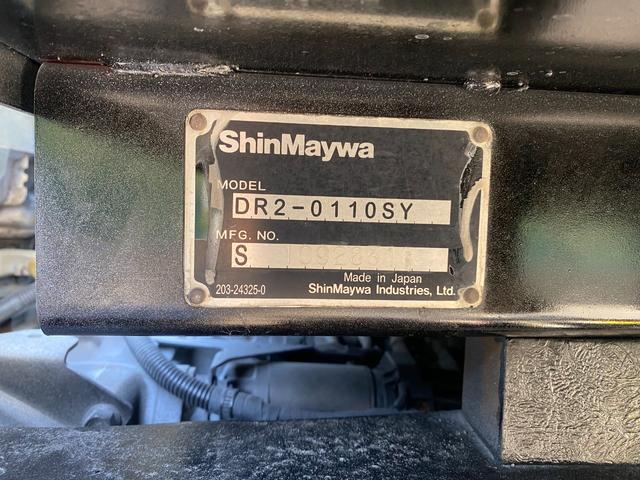 ShinMaywa
MODEL
DR2-0110SY
MFG. NO.
S
Made in Japan
203-24325-0 ShinMaywa Industries, Ltd.